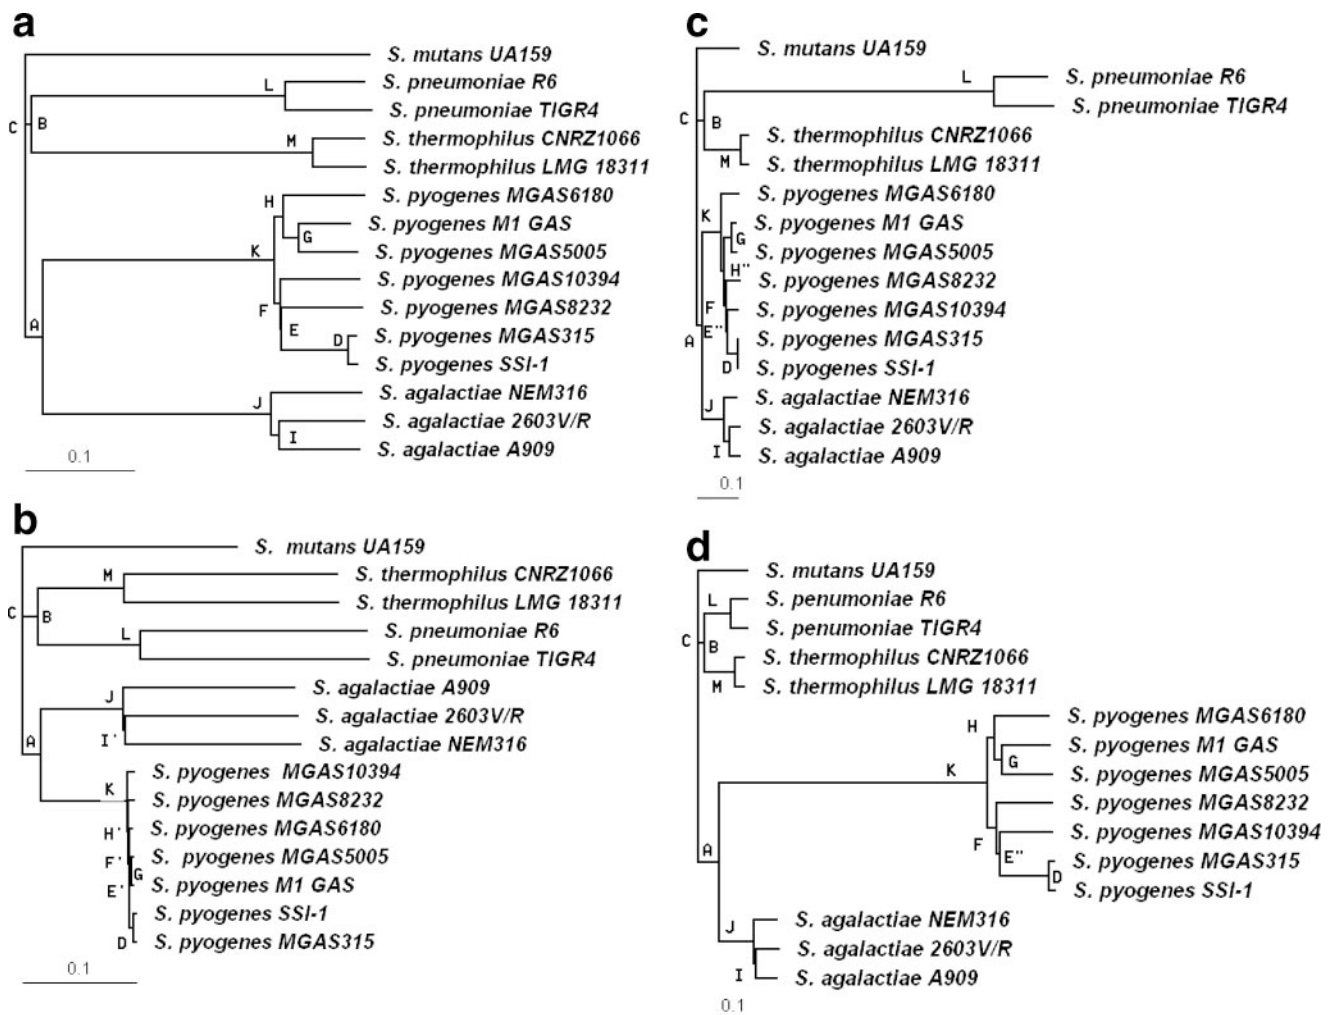 a
S. mutans UA159
L
S. pneumoniae R6
S. pneumoniae TIGR4
C
B
M
S. thermophilus CNRZ1066
S. thermophilus LMG 18311
H
S. pyogenes MGAS6180
S. pyogenes M1 GAS
G
K
S. pyogenes MGAS5005
S. pyogenes MGAS10394
F
S. pyogenes MGAS8232
A
E
D
S. pyogenes MGAS315
S. pyogenes SSI-1
J
S. agalactiae NEM316
S. agalactiae 2603V/R
I
S. agalactiae A909
0.1
b
S. mutans UA159
M
S. thermophilus CNRZ1066
S. thermophilus LMG 18311
C
B
L
S. pneumoniae R6
S. pneumoniae TIGR4
J
S. agalactiae A909
S. agalactiae 2603V/R
A
I'
S. agalactiae NEM316
S. pyogenes MGAS10394
K
S. pyogenes MGAS8232
H'
S. pyogenes MGAS6180
F'
S. pyogenes MGAS5005
G
E'
S. pyogenes M1 GAS
S. pyogenes SSI-1
D
S. pyogenes MGAS315
0.1
c
S. mutans UA159
L
S. pneumoniae R6
S. pneumoniae TIGR4
C
B
S. thermophilus CNRZ1066
M
S. thermophilus LMG 18311
S. pyogenes MGAS6180
K
S. pyogenes M1 GAS
G
S. pyogenes MGAS5005
H"
S. pyogenes MGAS8232
F
S. pyogenes MGAS10394
E"
A
S. pyogenes MGAS315
D
S. pyogenes SSI-1
S. agalactiae NEM316
J
S. agalactiae 2603V/R
I
S. agalactiae A909
0.1
d
S. mutans UA159
L
S. penumoniae R6
S. penumoniae TIGR4
C
B
S. thermophilus CNRZ1066
M
S. thermophilus LMG 18311
H
S. pyogenes MGAS6180
S. pyogenes M1 GAS
G
K
S. pyogenes MGAS5005
S. pyogenes MGAS8232
S. pyogenes MGAS10394
F
E"
A
S. pyogenes MGAS315
D
S. pyogenes SSI-1
J
S. agalactiae NEM316
S. agalactiae 2603V/R
I
S. agalactiae A909
0.1